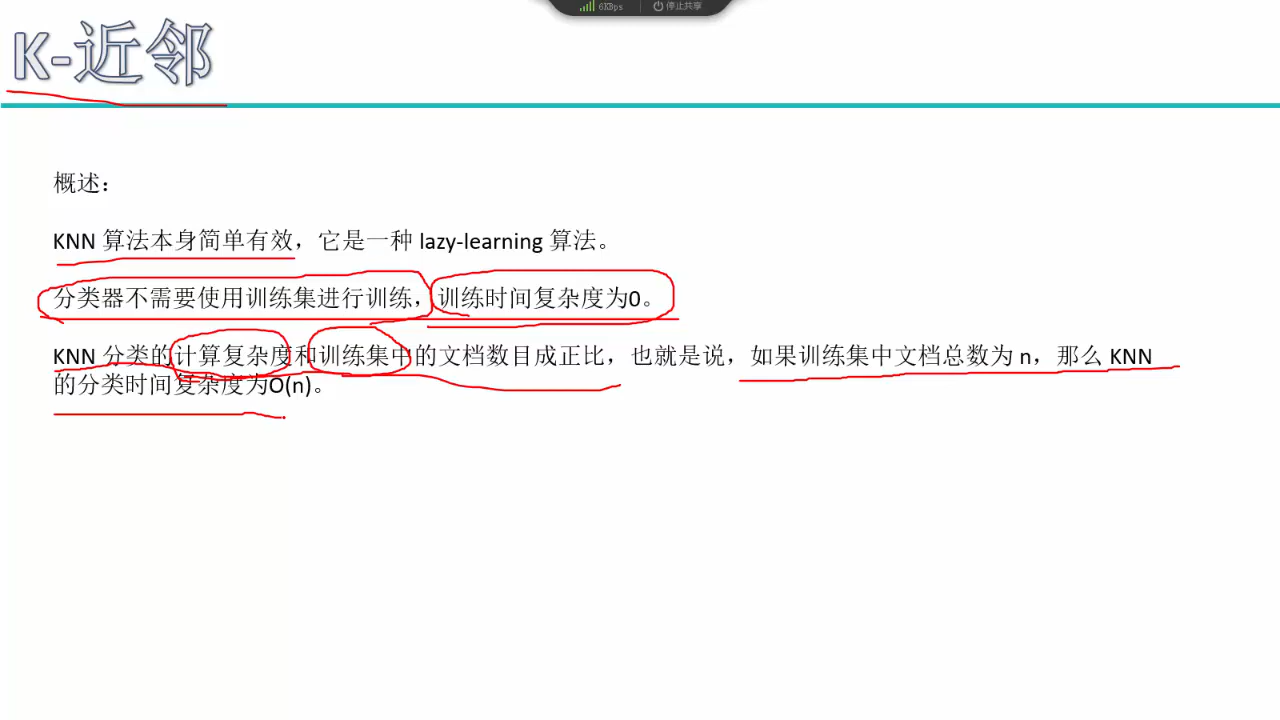 6KBps 停止共享
K-近邻
概述：
KNN 算法本身简单有效，它是一种 lazy-learning 算法。
分类器不需要使用训练集进行训练，训练时间复杂度为0。
KNN 分类的计算复杂度和训练集中的文档数目成正比，也就是说，如果训练集中文档总数为 n，那么 KNN
的分类时间复杂度为O(n)。